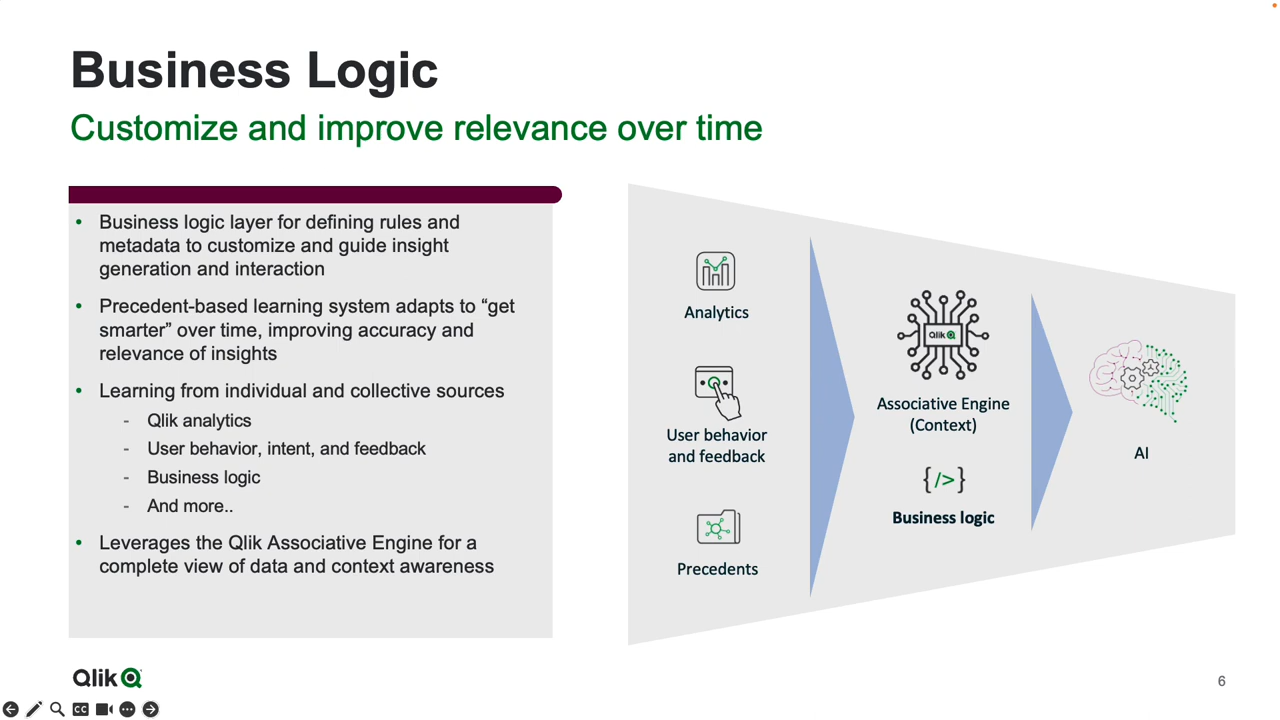 Business Logic
Customize and improve relevance over time
• Business logic layer for defining rules and
metadata to customize and guide insight
generation and interaction
• Precedent-based learning system adapts to “get
smarter” over time, improving accuracy and
relevance of insights
• Learning from individual and collective sources
- Qlik analytics
- User behavior, intent, and feedback
- Business logic
- And more..
• Leverages the Qlik Associative Engine for a
complete view of data and context awareness
Analytics
User behavior
and feedback
Precedents
Qlik
Associative Engine
(Context)
{/>}
Business logic
AI
Qlik
6
CC